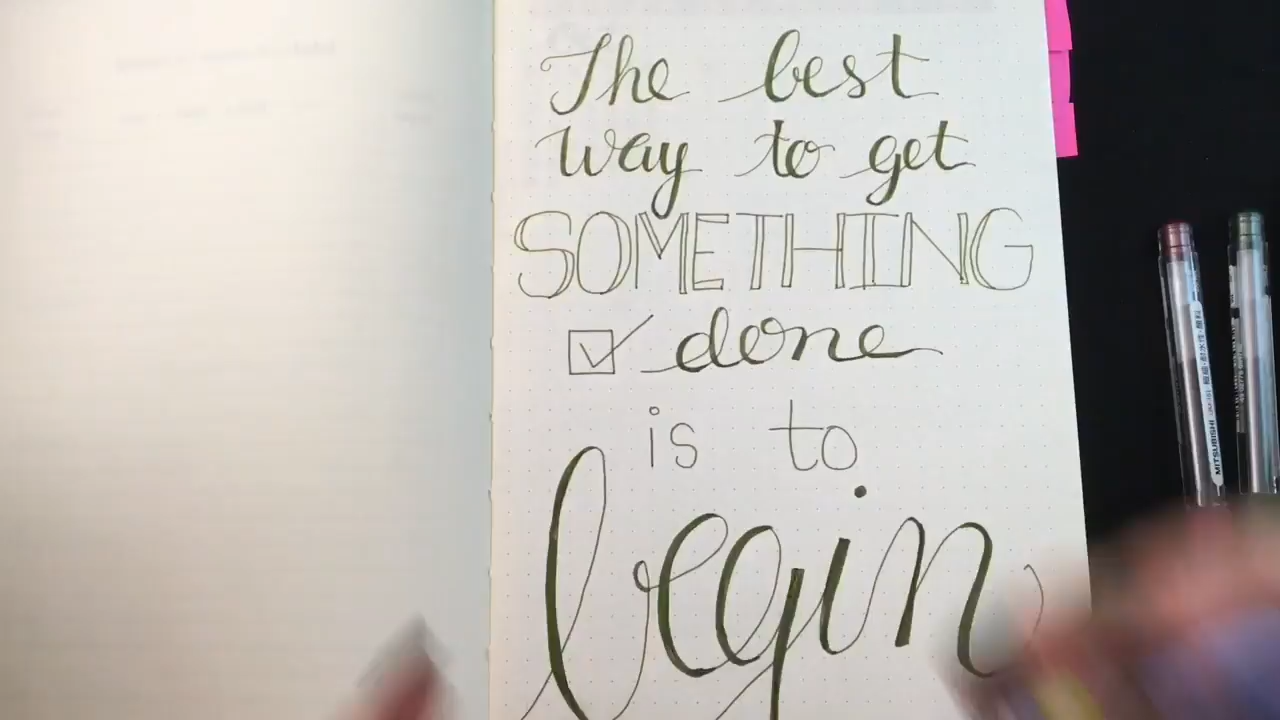 The best
way to get
SOMETHING
done
is to
begin
MITSUBISHI